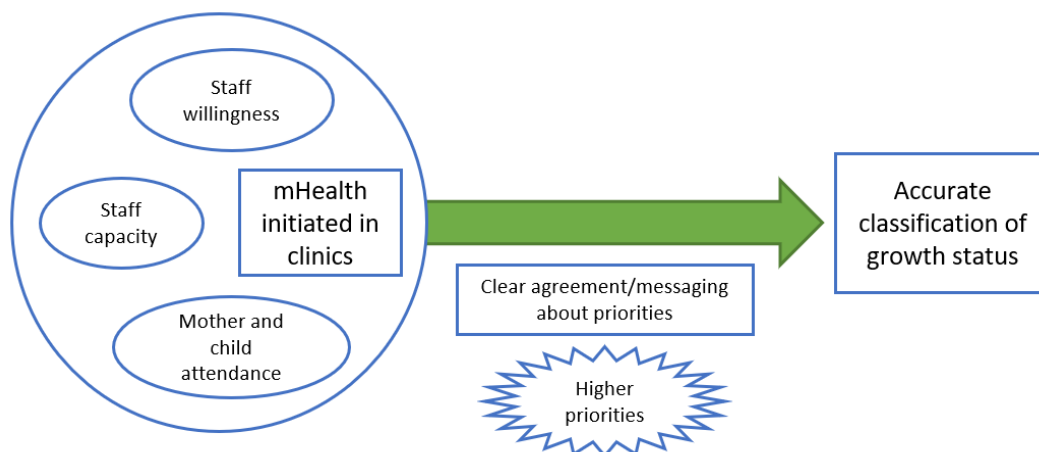 Staff
willingness
Staff
capacity
mHealth
initiated in
clinics
Mother and
child
attendance
Clear agreement/messaging
about priorities
Higher
priorities
Accurate
classification of
growth status